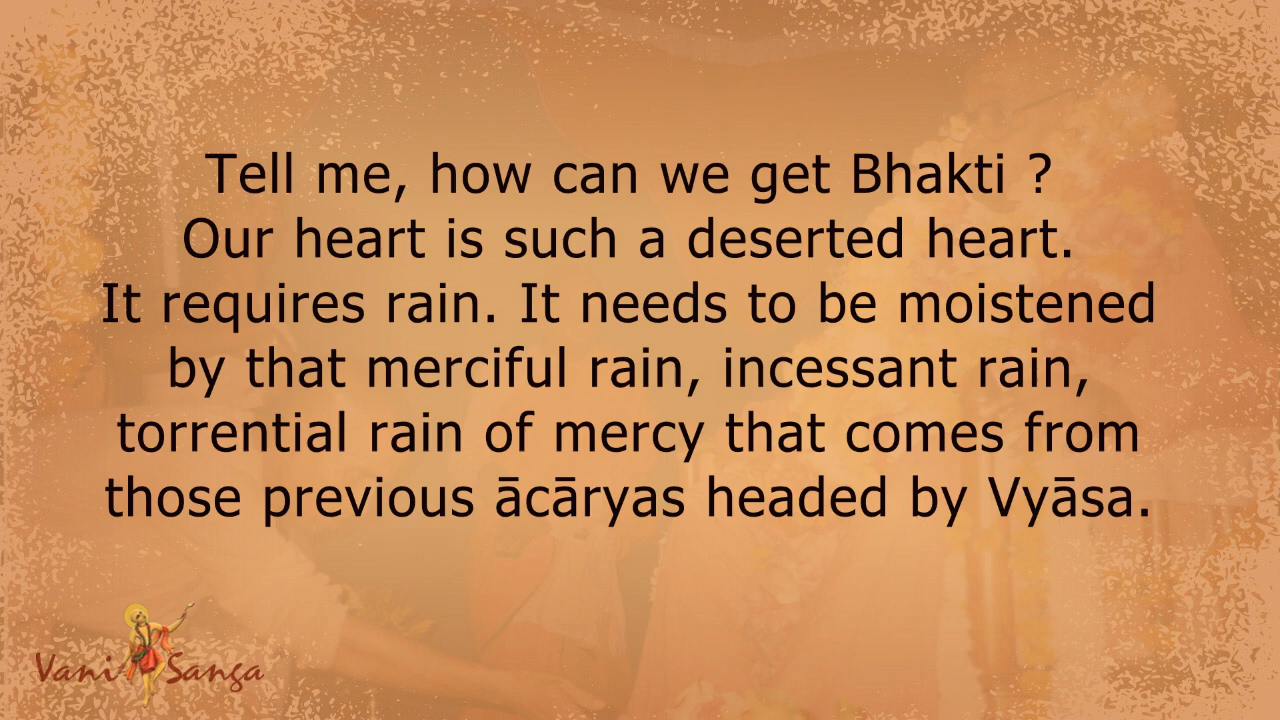 Tell me, how can we get Bhakti ?
Our heart is such a deserted heart.
It requires rain. It needs to be moistened
by that merciful rain, incessant rain,
torrential rain of mercy that comes from
those previous ācāryas headed by Vyāsa.
Vani Sanga